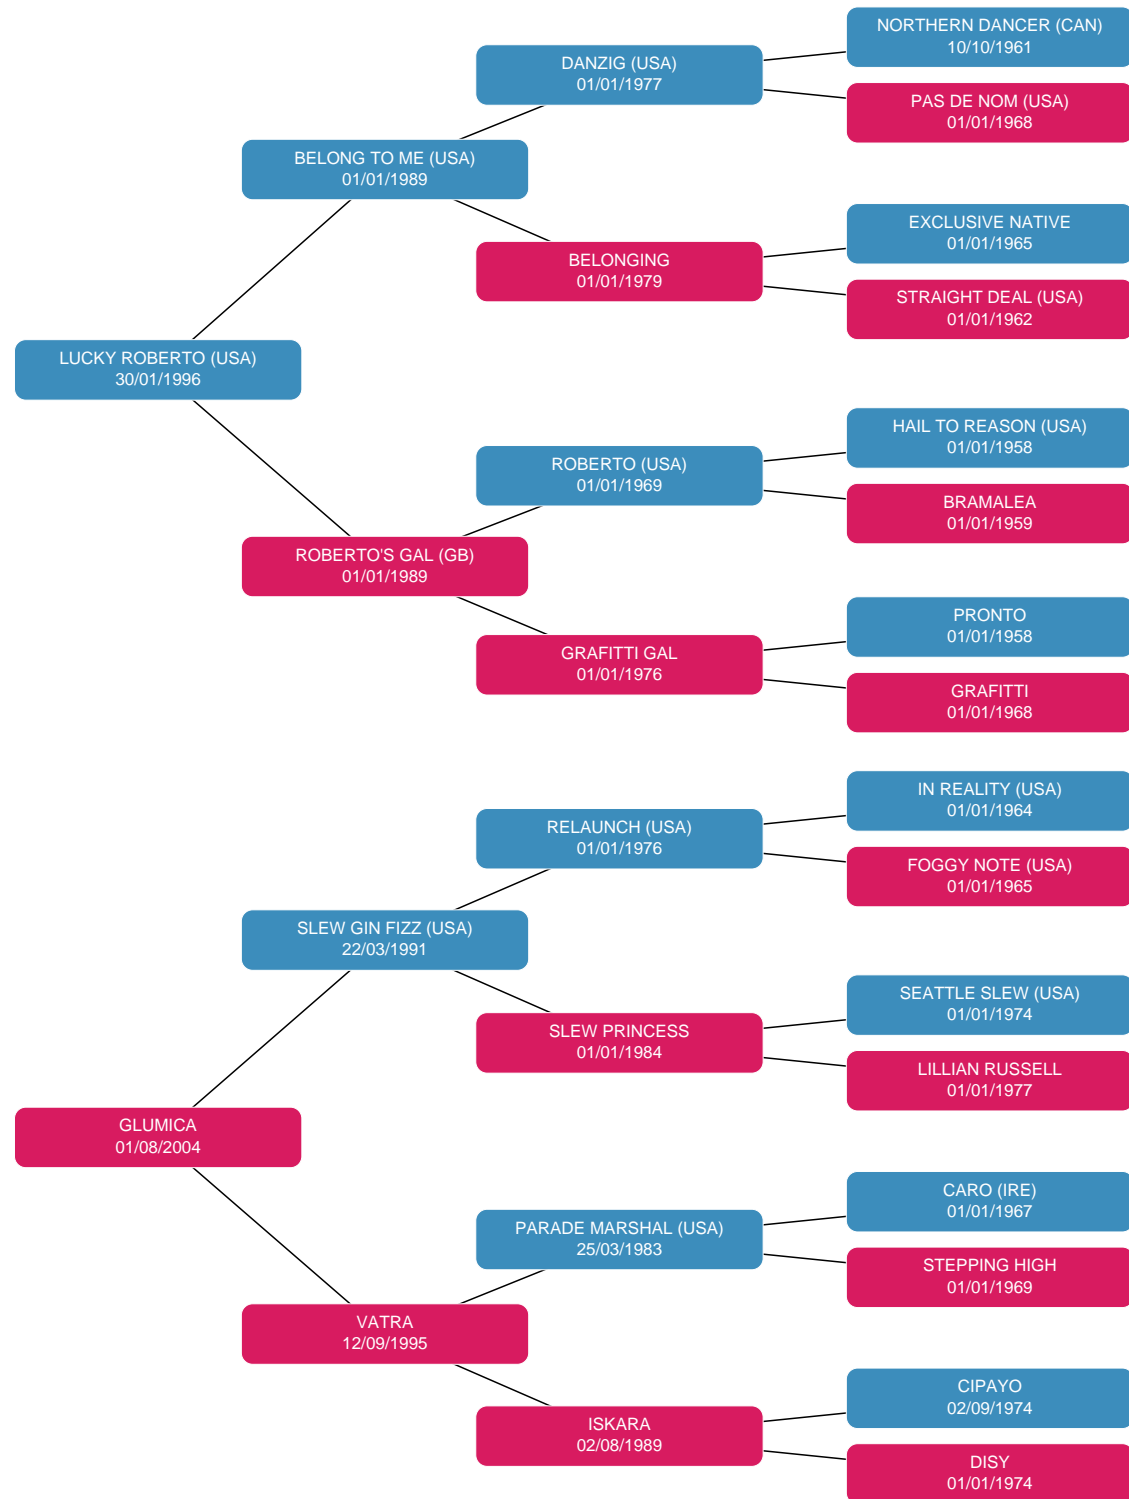 NORTHERN DANCER (CAN)
10/10/1961
DANZIG (USA)
01/01/1977
PAS DE NOM (USA)
01/01/1968
BELONG TO ME (USA)
01/01/1989
EXCLUSIVE NATIVE
01/01/1965
BELONGING
01/01/1979
STRAIGHT DEAL (USA)
01/01/1962
LUCKY ROBERTO (USA)
30/01/1996
HAIL TO REASON (USA)
01/01/1958
ROBERTO (USA)
01/01/1969
BRAMALEA
01/01/1959
ROBERTO'S GAL (GB)
01/01/1989
PRONTO
01/01/1958
GRAFITTI GAL
01/01/1976
GRAFITTI
01/01/1968
IN REALITY (USA)
01/01/1964
RELAUNCH (USA)
01/01/1976
FOGGY NOTE (USA)
01/01/1965
SLEW GIN FIZZ (USA)
22/03/1991
SEATTLE SLEW (USA)
01/01/1974
SLEW PRINCESS
01/01/1984
LILLIAN RUSSELL
01/01/1977
GLUMICA
01/08/2004
CARO (IRE)
01/01/1967
PARADE MARSHAL (USA)
25/03/1983
STEPPING HIGH
01/01/1969
VATRA
12/09/1995
CIPAYO
02/09/1974
ISKARA
02/08/1989
DISY
01/01/1974